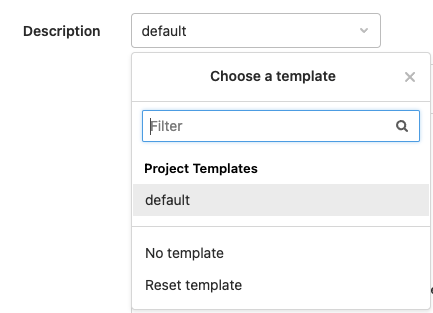 Description
default
Choose a template
Filter
Project Templates
default
No template
Reset template